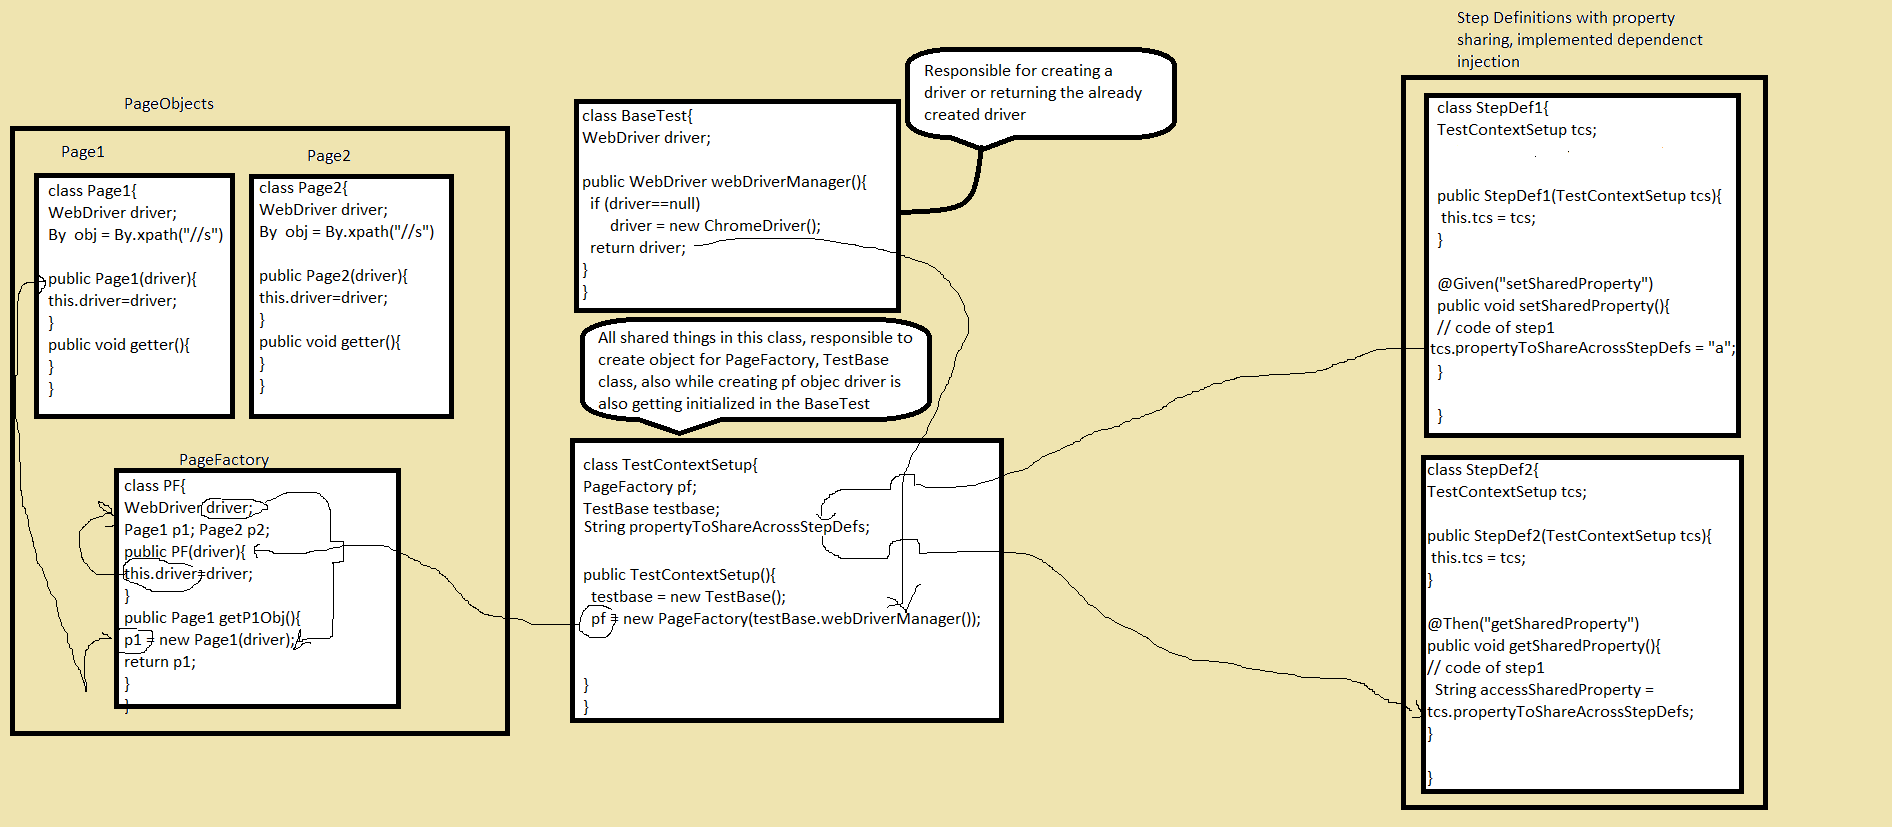 PageObjects
Page1
class Page1{
WebDriver driver;
By  obj = By.xpath("//s")
public Page1(driver){
this.driver=driver;
}
public void getter(){
}
}
Page2
class Page2{
WebDriver driver;
By  obj = By.xpath("//s")
public Page2(driver){
this.driver=driver;
}
public void getter(){
}
}
PageFactory
class PF{
WebDriver driver;
Page1 p1; Page2 p2;
public PF(driver){
this.driver=driver;
}
public Page1 getP1Obj(){
p1 = new Page1(driver);
return p1;
}
}
class BaseTest{
WebDriver driver;
public WebDriver webDriverManager(){
if (driver==null)
driver = new ChromeDriver();
return driver;
}
}
Responsible for creating a
driver or returning the already
created driver
All shared things in this class, responsible to
create object for PageFactory, TestBase
class, also while creating pf objec driver is
also getting initialized in the BaseTest
class TestContextSetup{
PageFactory pf;
TestBase testbase;
String propertyToShareAcrossStepDefs;
public TestContextSetup(){
testbase = new TestBase();
pf = new PageFactory(testBase.webDriverManager());
}
}
Step Definitions with property
sharing, implemented dependenct
injection
class StepDef1{
TestContextSetup tcs;
public StepDef1(TestContextSetup tcs){
this.tcs = tcs;
}
@Given("setSharedProperty")
public void setSharedProperty(){
// code of step1
tcs.propertyToShareAcrossStepDefs = "a";
}
}
class StepDef2{
TestContextSetup tcs;
public StepDef2(TestContextSetup tcs){
this.tcs = tcs;
}
@Then("getSharedProperty")
public void getSharedProperty(){
// code of step1
String accessSharedProperty =
tcs.propertyToShareAcrossStepDefs;
}
}